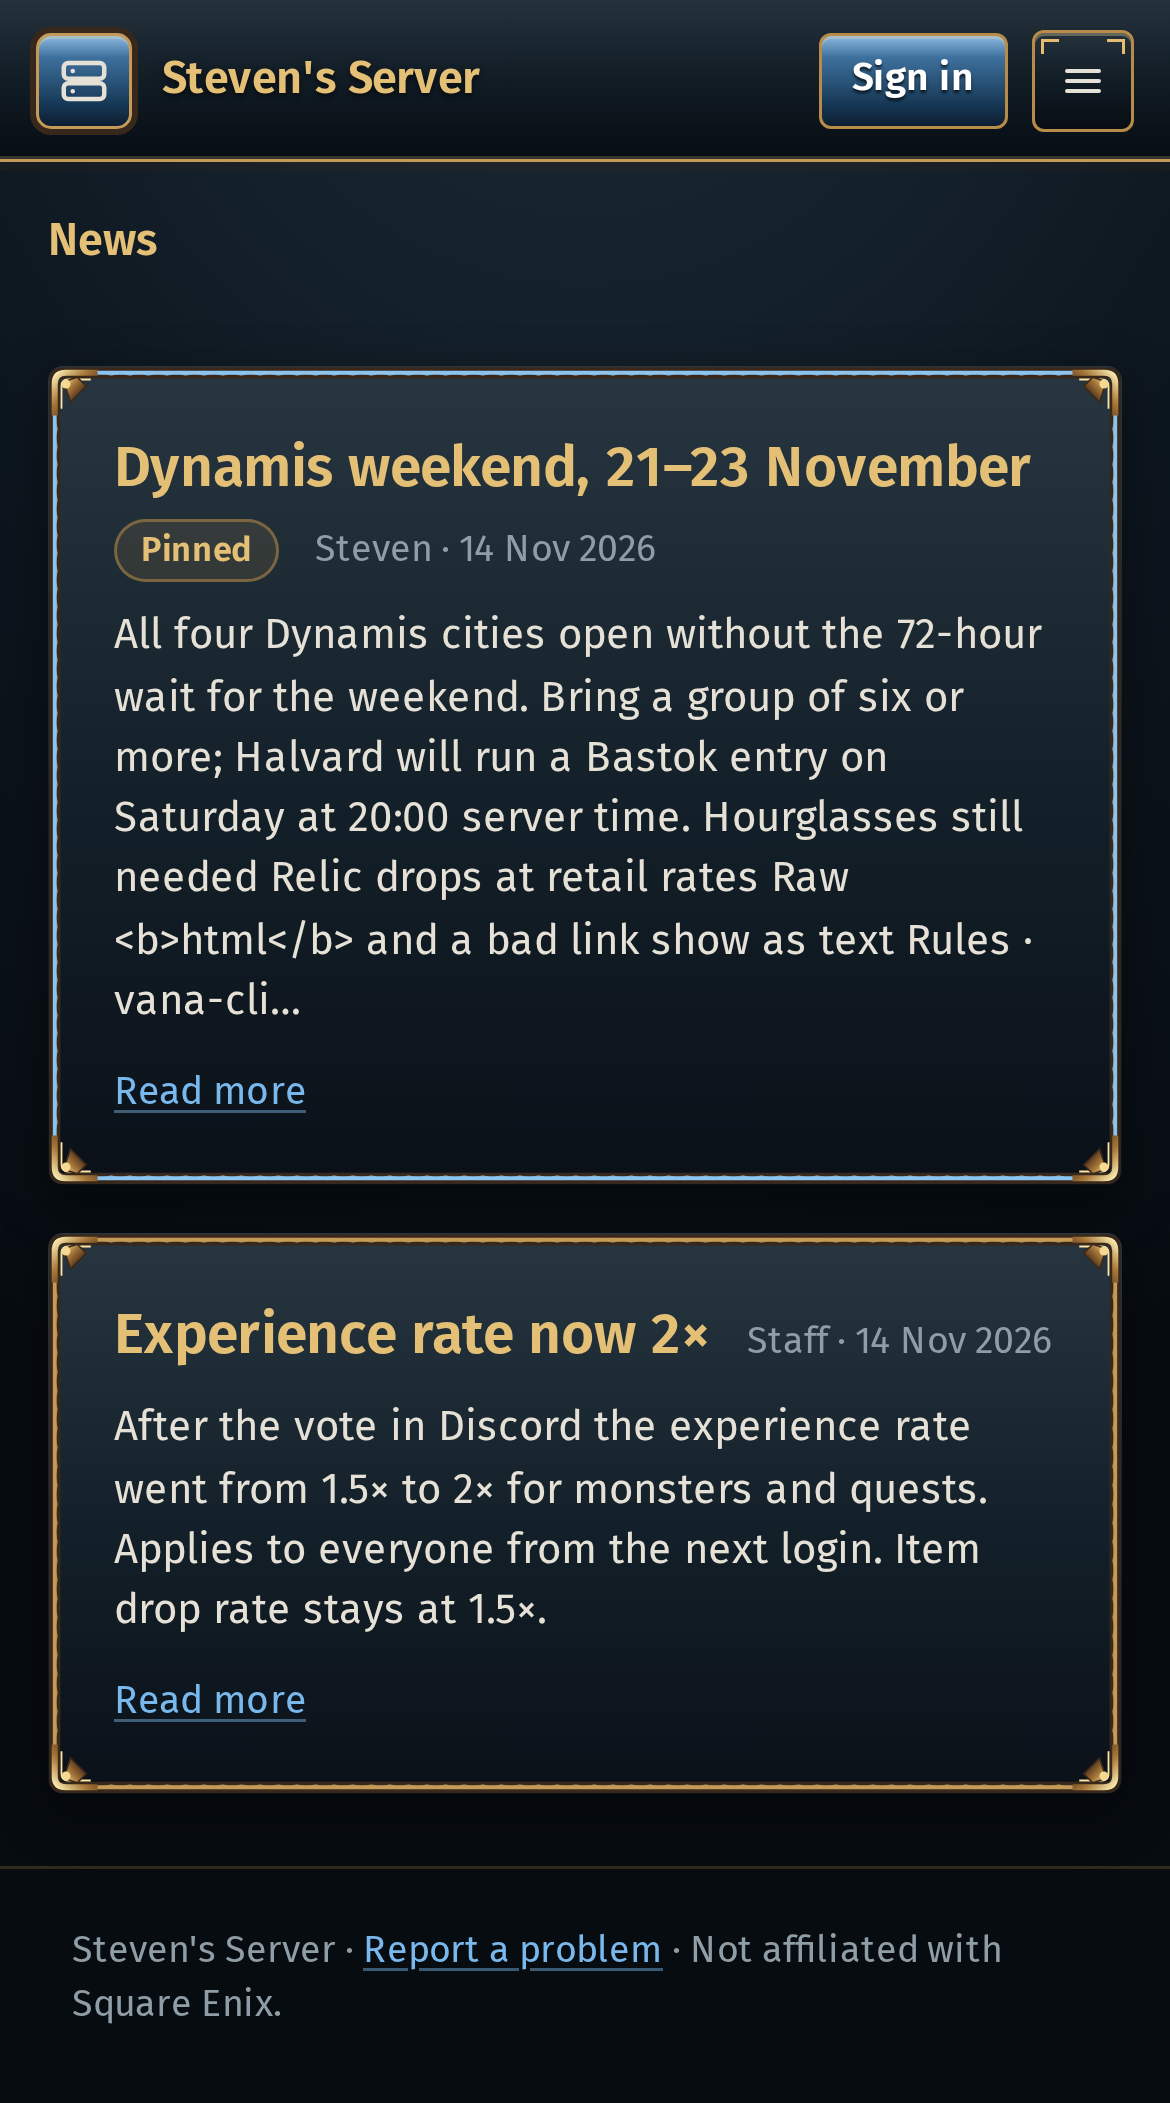 Steven's Server
Sign in
News
Dynamis weekend, 21–23 November
Pinned
Steven · 14 Nov 2026
All four Dynamis cities open without the 72-hour
wait for the weekend. Bring a group of six or
more; Halvard will run a Bastok entry on
Saturday at 20:00 server time. Hourglasses still
needed Relic drops at retail rates Raw
<b>html</b> and a bad link show as text Rules ·
vana-cli...
Read more
Experience rate now 2×
Staff · 14 Nov 2026
After the vote in Discord the experience rate
went from 1.5× to 2× for monsters and quests.
Applies to everyone from the next login. Item
drop rate stays at 1.5×.
Read more
Steven's Server · Report a problem · Not affiliated with
Square Enix.